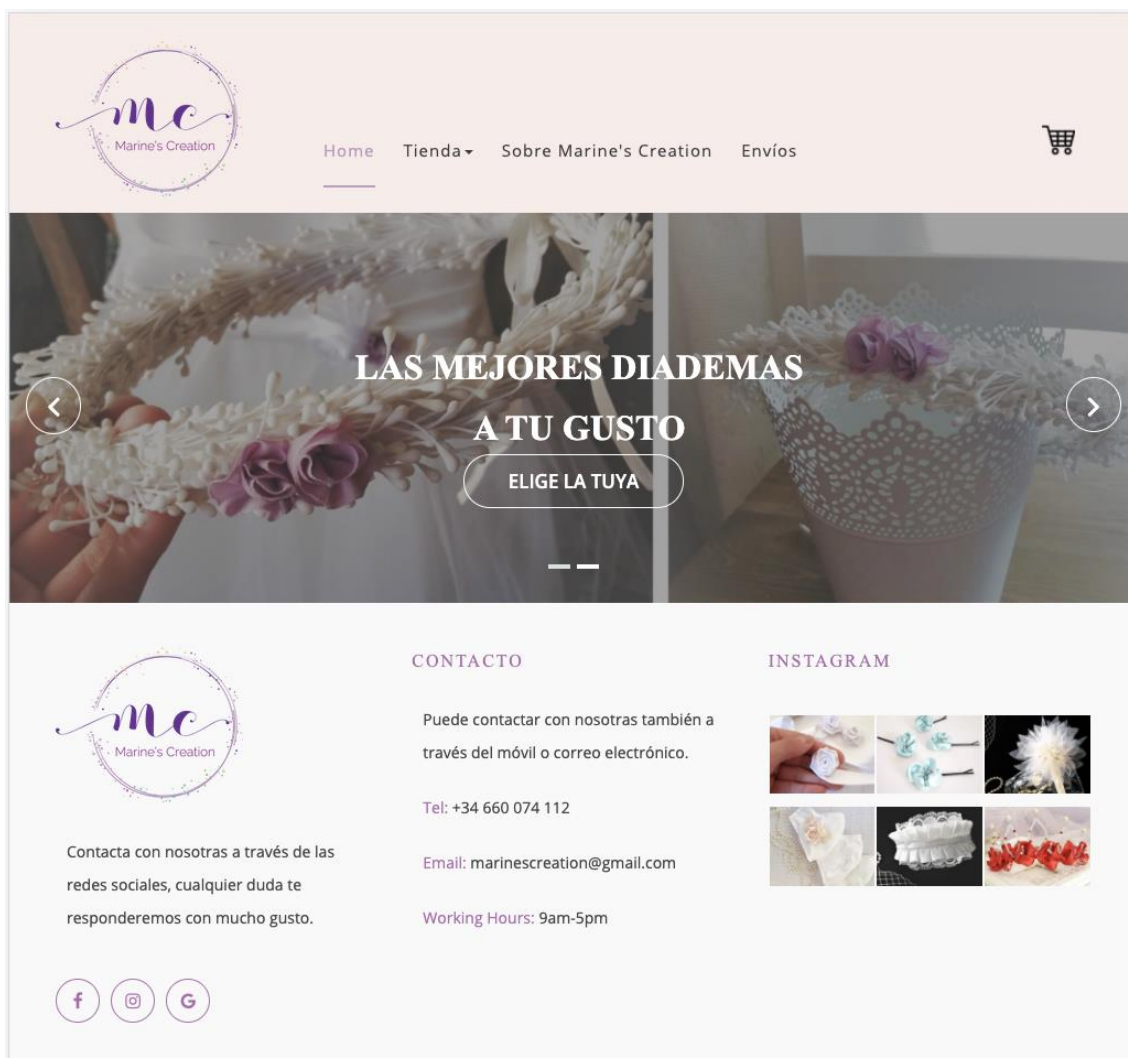 mc
Marine's Creation
Home
Tienda
Sobre Marine's Creation
Envíos
LAS MEJORES DIADEMAS
A TU GUSTO
ELIGE LA TUYA
mc
Marine's Creation
Contacta con nosotras a través de las
redes sociales, cualquier duda te
responderemos con mucho gusto.
f
G
CONTACTO
Puede contactar con nosotras también a
través del móvil o correo electrónico.
Tel: +34 660 074 112
Email: marinescreation@gmail.com
Working Hours: 9am-5pm
INSTAGRAM